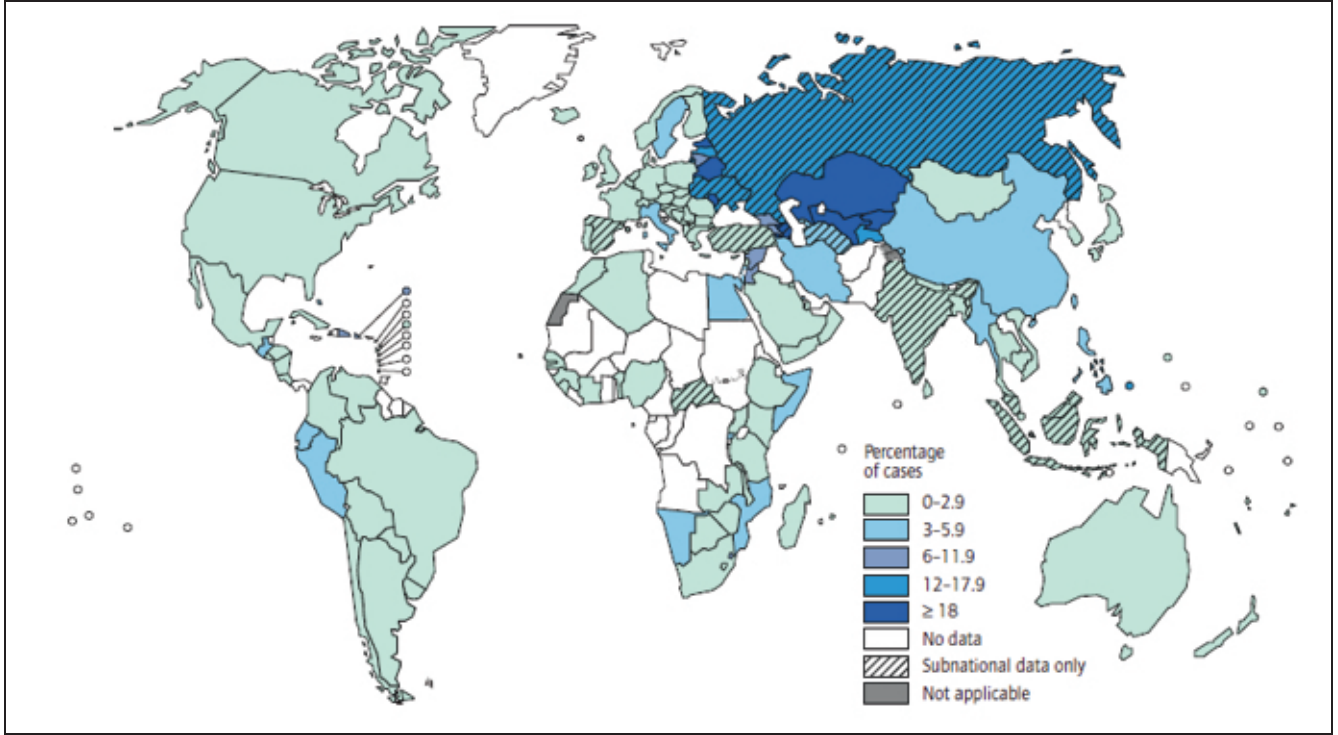 Percentage
of cases
0–2.9
3–5.9
6–11.9
12–17.9
≥ 18
No data
Subnational data only
Not applicable